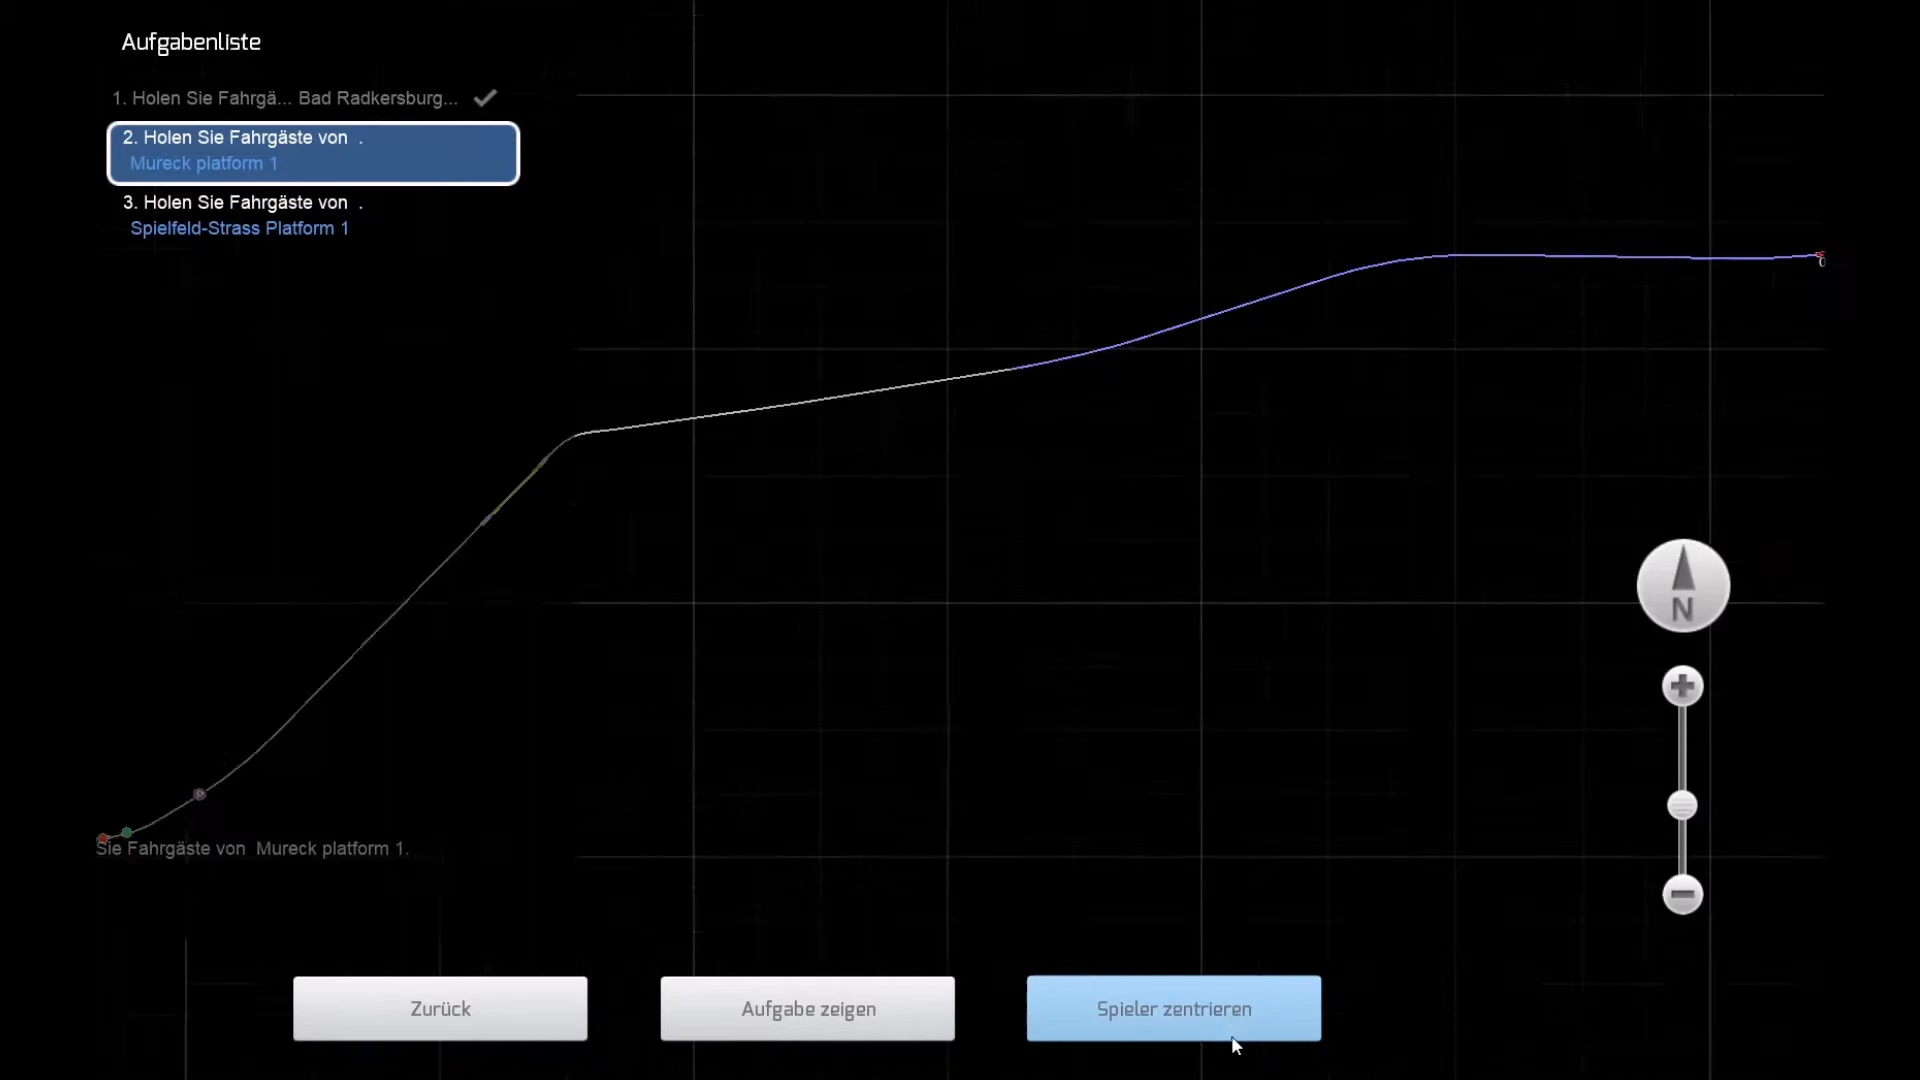 Aufgabenliste
1. Holen Sie Fahrgä... Bad Radkersburg...
2. Holen Sie Fahrgäste von .
Mureck platform 1
3. Holen Sie Fahrgäste von .
Spielfeld-Strass Platform 1
N
P
Sie Fahrgäste von Mureck platform 1.
Zurück
Aufgabe zeigen
Spieler zentrieren